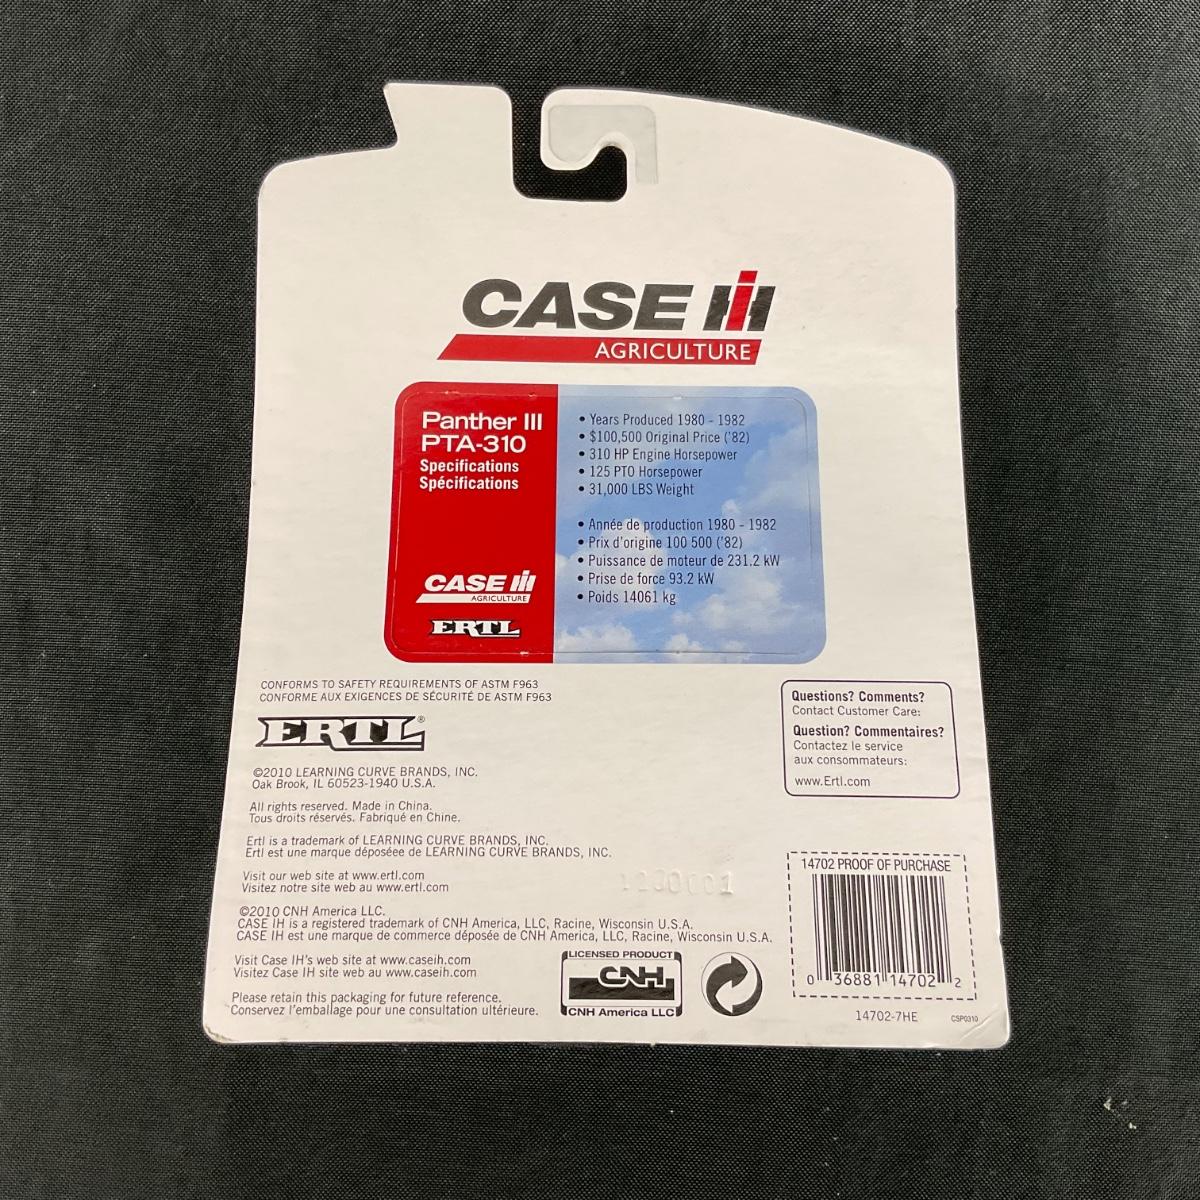 CASE IH
AGRICULTURE
Panther III
PTA-310
Specifications
Spécifications
• Years Produced 1980 - 1982
• $100,500 Original Price ('82)
• 310 HP Engine Horsepower
• 125 PTO Horsepower
• 31,000 LBS Weight
• Année de production 1980 - 1982
• Prix d'origine 100 500 ('82)
• Puissance de moteur de 231.2 kW
• Prise de force 93.2 kW
• Poids 14061 kg
CASE IH
AGRICULTURE
ERTL
CONFORMS TO SAFETY REQUIREMENTS OF ASTM F963
CONFORME AUX EXIGENCES DE SÉCURITÉ DE ASTM F963
ERTL®
©2010 LEARNING CURVE BRANDS, INC.
Oak Brook, IL 60523-1940 U.S.A.
All rights reserved. Made in China.
Tous droits réservés. Fabriqué en Chine.
Ertl is a trademark of LEARNING CURVE BRANDS, INC.
Ertl est une marque déposéee de LEARNING CURVE BRANDS, INC.
Visit our web site at www.ertl.com
Visitez notre site web au www.ertl.com
©2010 CNH America LLC.
CASE IH is a registered trademark of CNH America, LLC, Racine, Wisconsin U.S.A.
CASE IH est une marque de commerce déposée de CNH America, LLC, Racine, Wisconsin U.S.A.
Visit Case IH's web site at www.caseih.com
Visitez Case IH site web au www.caseih.com
Please retain this packaging for future reference.
Conservez l'emballage pour une consultation ultérieure.
LICENSED PRODUCT
CNH
CNH America LLC
Questions? Comments?
Contact Customer Care:
Question? Commentaires?
Contactez le service
aux consommateurs:
www.Ertl.com
14702 PROOF OF PURCHASE
0 36881 14702 2
14702-7HE
CSP0310